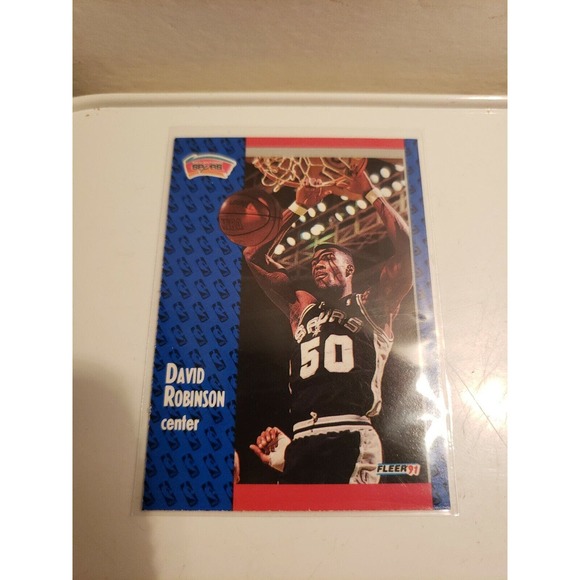 SPURS
SPURS
50
DAVID
ROBINSON
center
FLEER 91